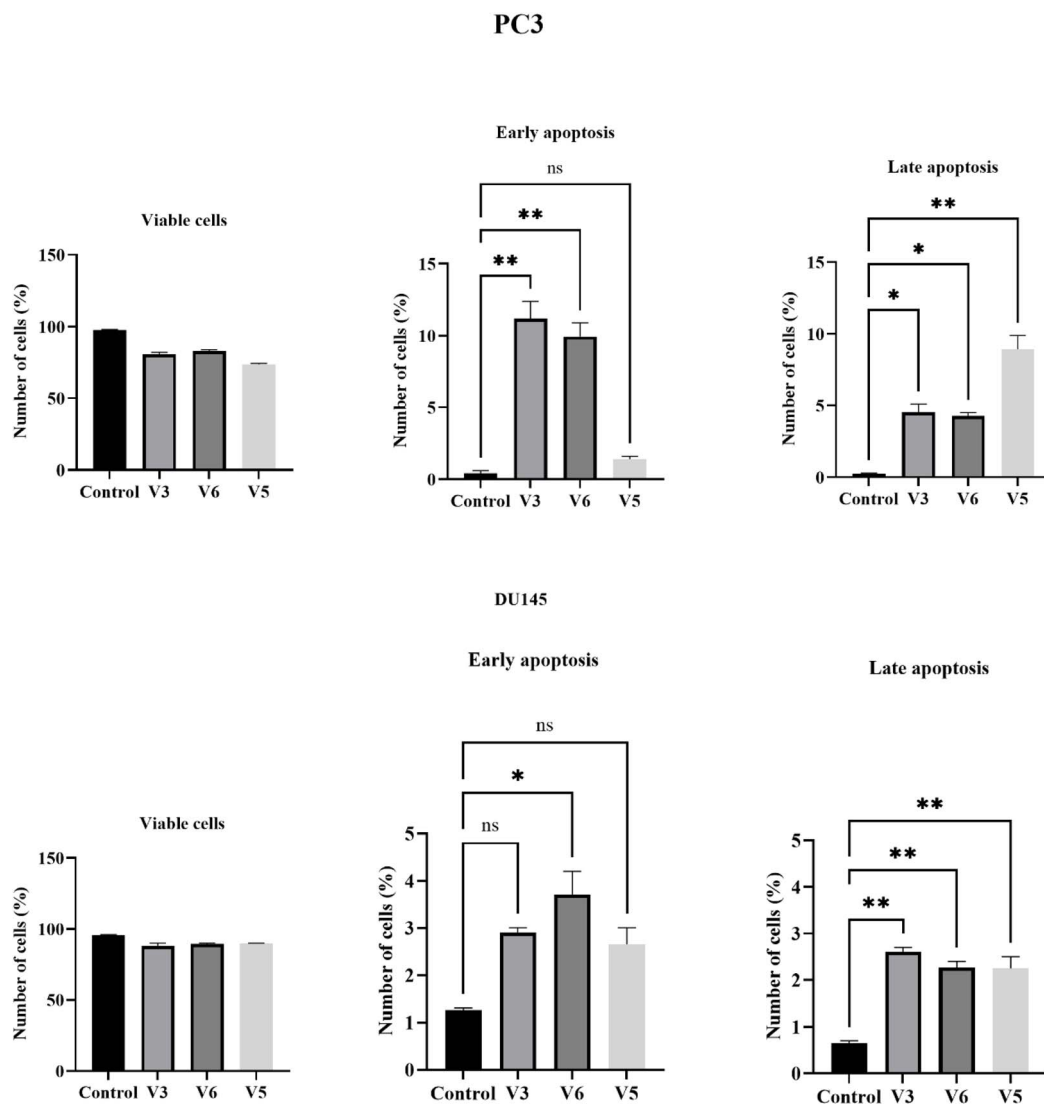 PC3
Viable cells
Number of cells (%)
150
100
50
0
Control V3 V6 V5
Early apoptosis
ns
**
**
Number of cells (%)
15
10
5
0
Control V3 V6 V5
Late apoptosis
**
*
*
Number of cells (%)
15
10
5
0
Control V3 V6 V5
DU145
Viable cells
Number of cells (%)
150
100
50
0
Control V3 V6 V5
Early apoptosis
ns
*
ns
Number of cells (%)
5
4
3
2
1
0
Control V3 V6 V5
Late apoptosis
**
**
**
Number of cells (%)
5
4
3
2
1
0
Control V3 V6 V5